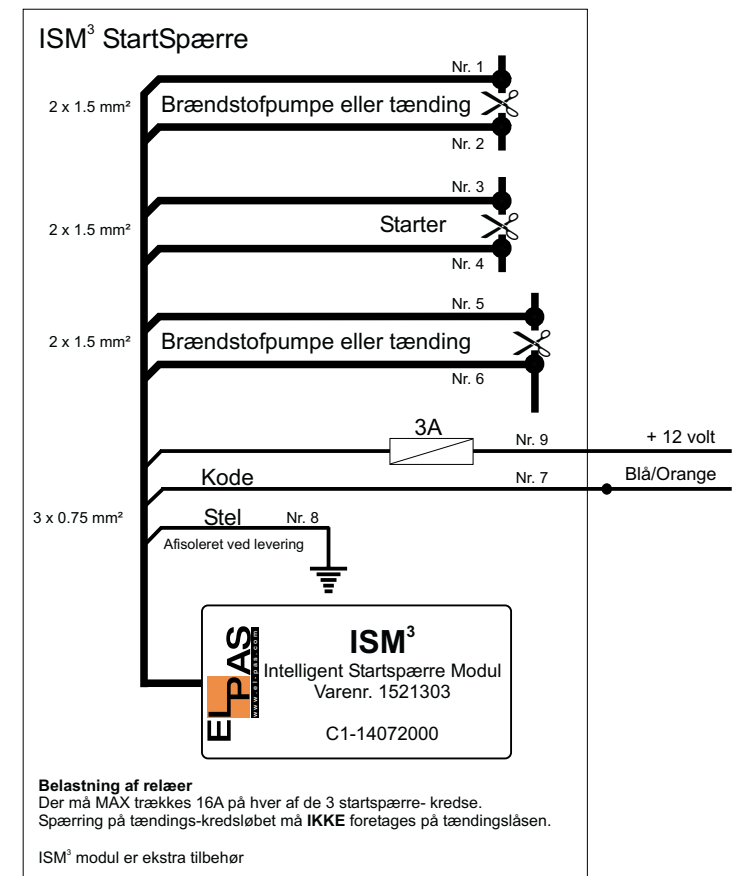 ISM³ StartSpærre
Nr. 1
2 x 1.5 mm²
Brændstofpumpe eller tænding
Nr. 2
Nr. 3
2 x 1.5 mm²
Starter
Nr. 4
Nr. 5
2 x 1.5 mm²
Brændstofpumpe eller tænding
Nr. 6
3A
Nr. 9
+ 12 volt
Kode
Nr. 7
Blå/Orange
3 x 0.75 mm²
Stel
Nr. 8
Afisoleret ved levering
EL PAS
www.el-pas.com
ISM³
Intelligent Startspærre Modul
Varenr. 1521303
C1-14072000
Belastning af relæer
Der må MAX trækkes 16A på hver af de 3 startspærre- kredse.
Spærring på tændings-kredsløbet må IKKE foretages på tændingslåsen.
ISM³ modul er ekstra tilbehør